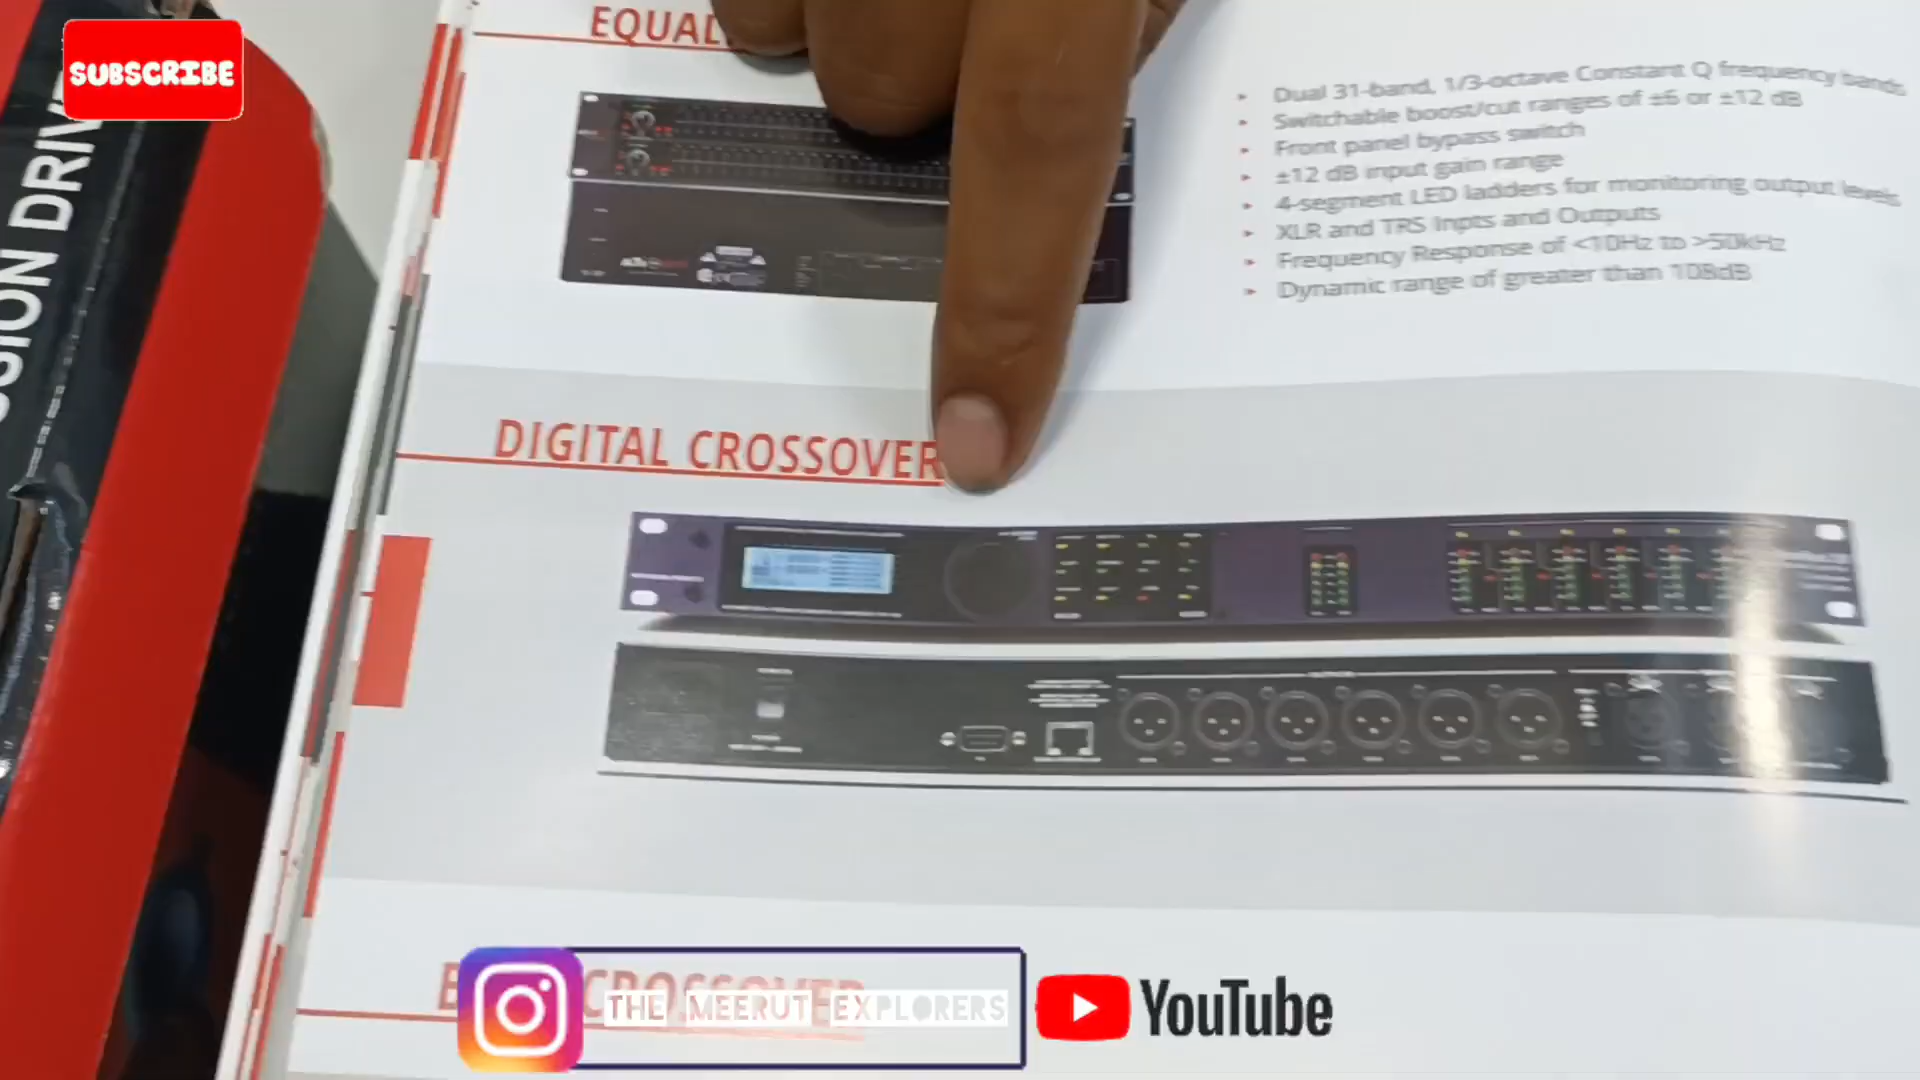 SUBSCRIBE
SSION DRIV
EQUAL
Dual 31-band, 1/3-octave Constant Q frequency bands
Switchable boost/cut ranges of ±6 or ±12 dB
Front panel bypass switch
±12 dB input gain range
4-segment LED ladders for monitoring output levels
XLR and TRS Inpts and Outputs
Frequency Response of <10Hz to >50kHz
Dynamic range of greater than 108dB
DIGITAL CROSSOVER
CROSSOVER
THE MEERUT EXPLORERS
YouTube